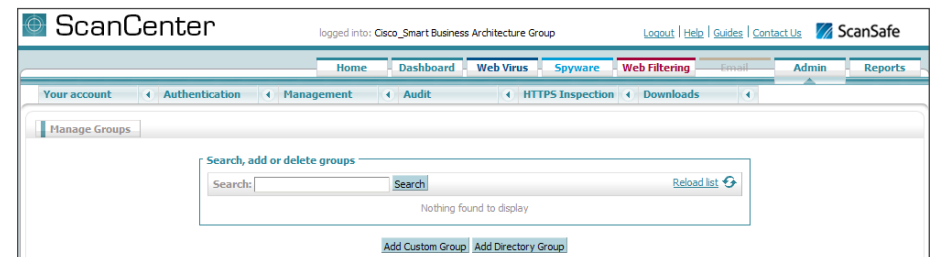 ScanCenter
logged into: Cisco_Smart Business Architecture Group
Logout | Help | Guides | Contact Us
ScanSafe
Home Dashboard Web Virus Spyware Web Filtering Email Admin Reports
Your account Authentication Management Audit HTTPS Inspection Downloads
Manage Groups
Search, add or delete groups
Search: Search Reload list
Nothing found to display
Add Custom Group Add Directory Group